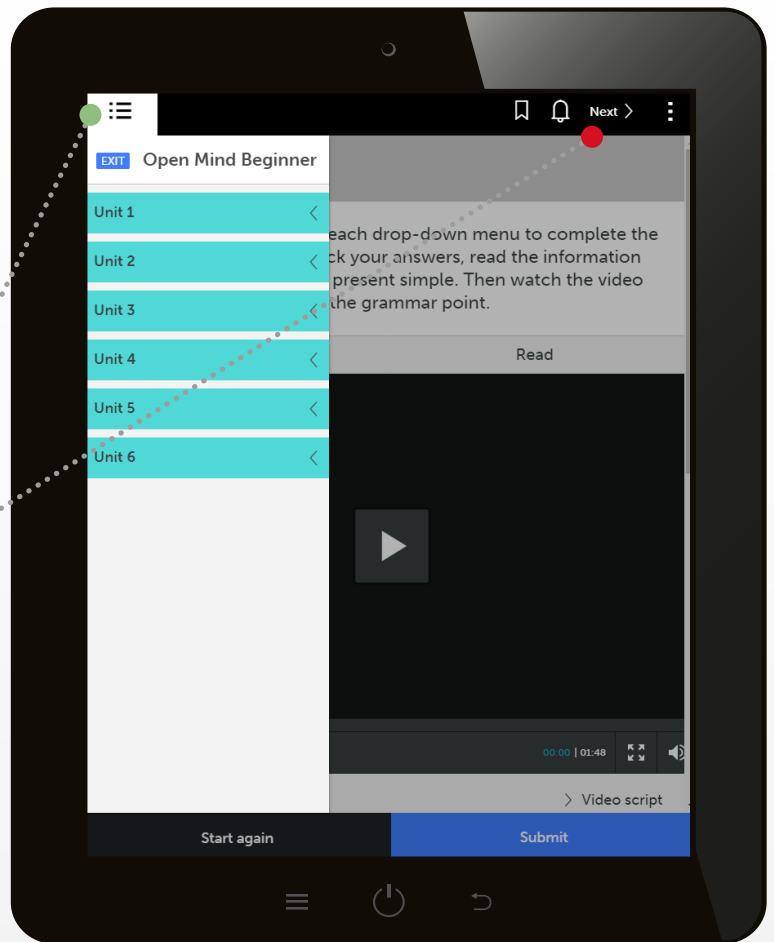 Next
EXIT Open Mind Beginner
Unit 1
Unit 2
Unit 3
Unit 4
Unit 5
Unit 6
each drop-down menu to complete the
ck your answers, read the information
present simple. Then watch the video
the grammar point.
Read
00:00 | 01:48
Video script
Start again
Submit